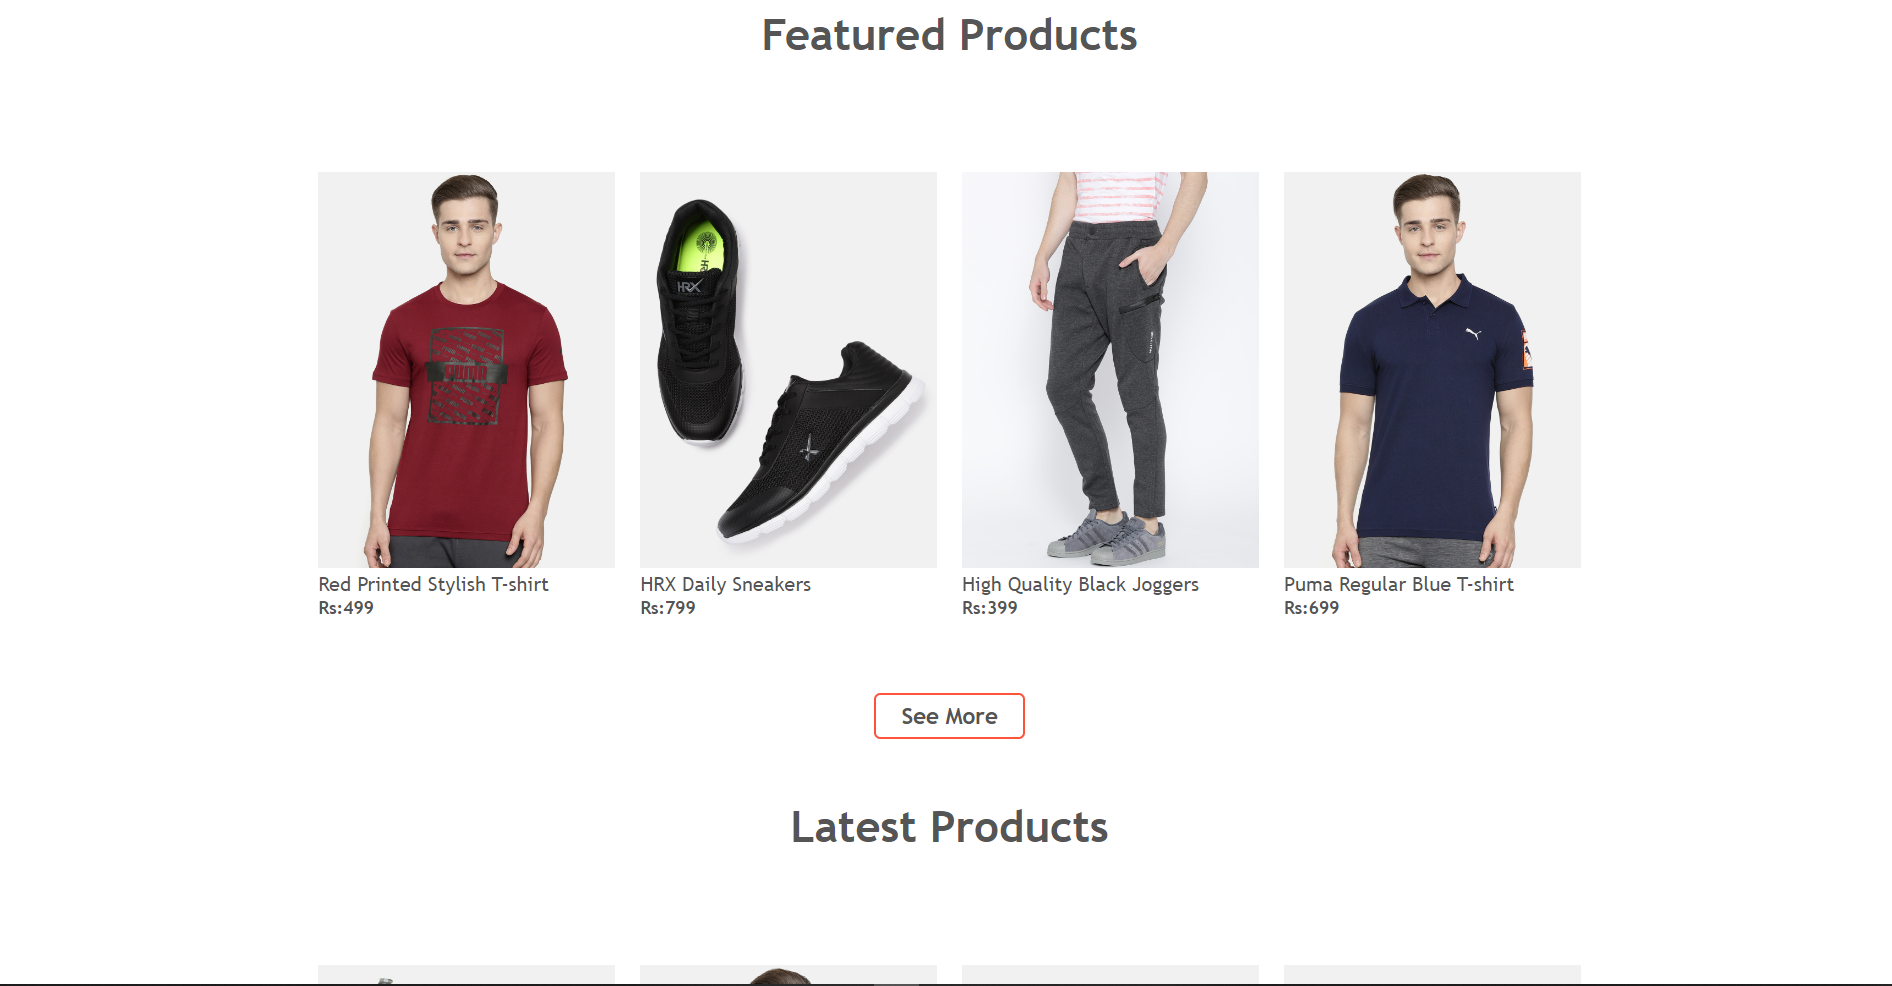 Featured Products
HRX
HRX
PUMA
Red Printed Stylish T-shirt
Rs:499
HRX Daily Sneakers
Rs:799
High Quality Black Joggers
Rs:399
Puma Regular Blue T-shirt
Rs:699
See More
Latest Products